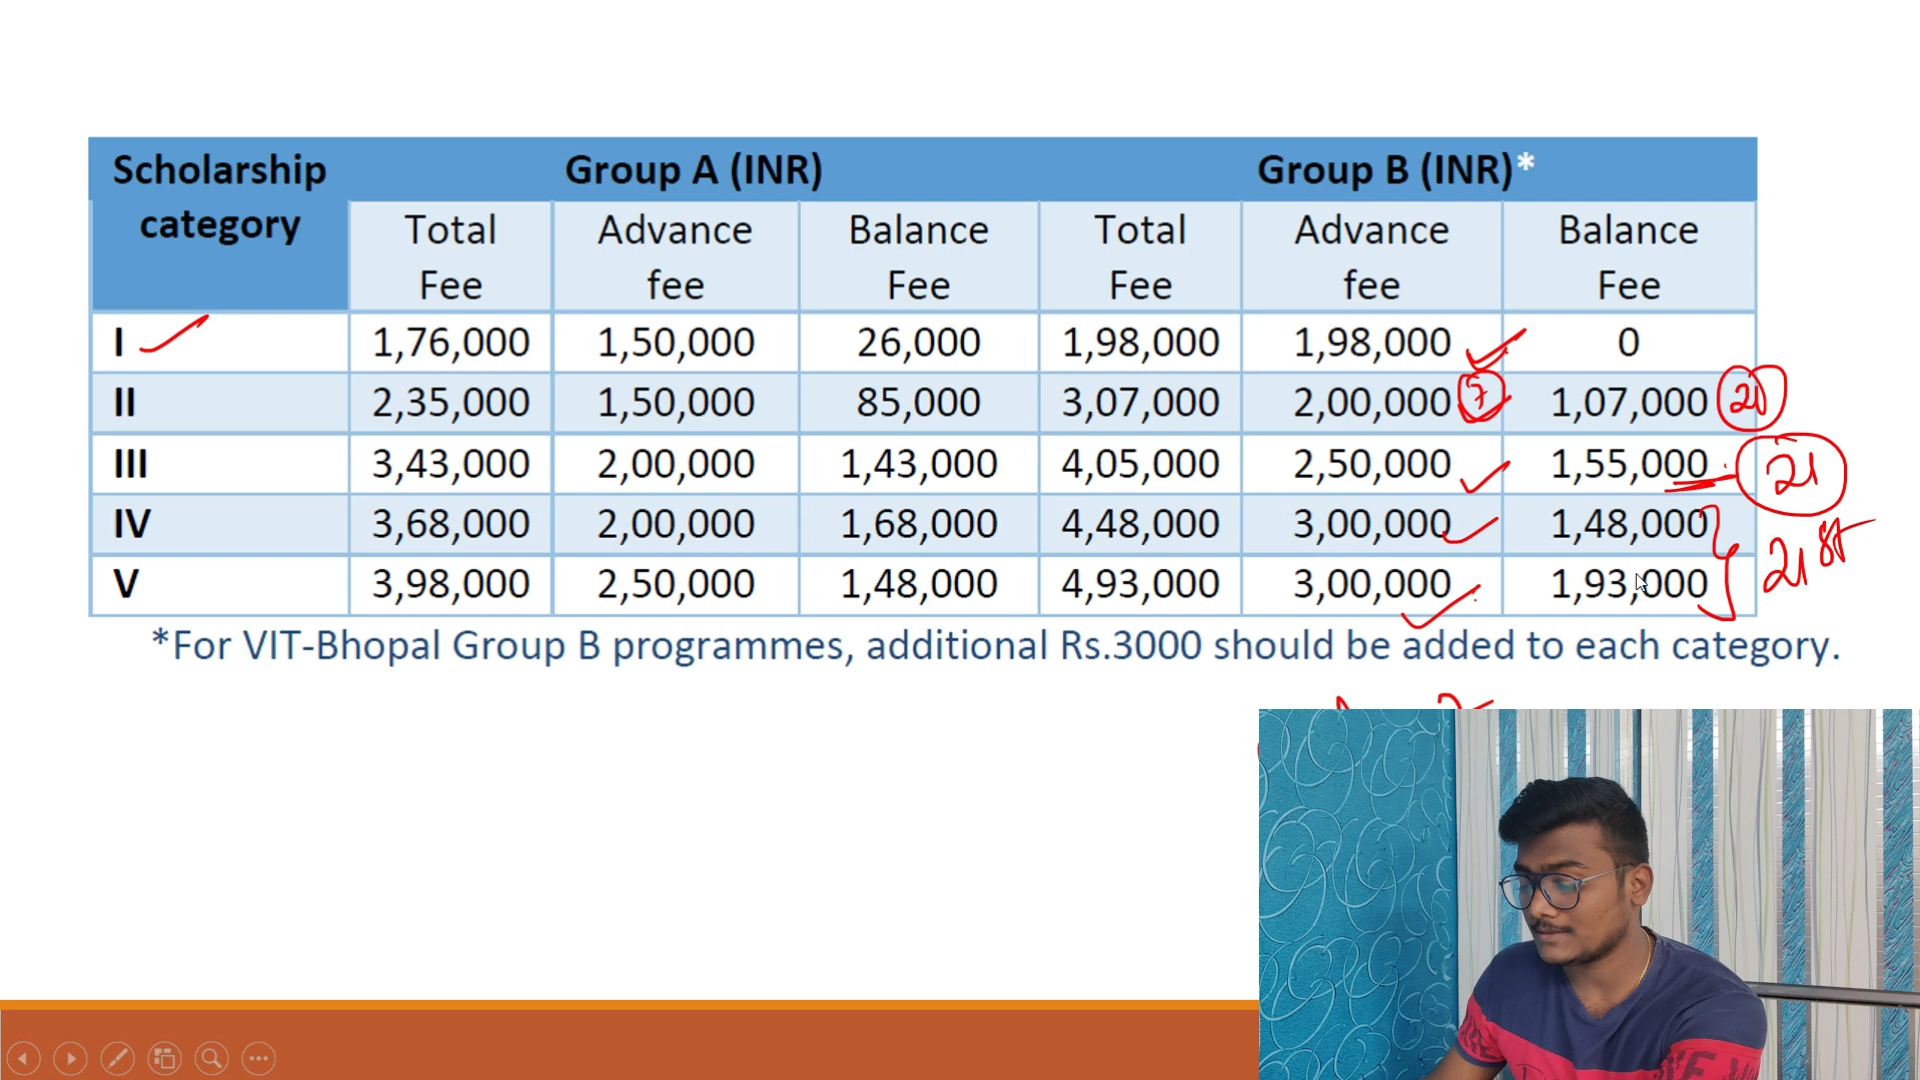 Scholarship category Group A (INR) Group B (INR)*
Total Fee Advance fee Balance Fee Total Fee Advance fee Balance Fee
I 1,76,000 1,50,000 26,000 1,98,000 1,98,000 0
II 2,35,000 1,50,000 85,000 3,07,000 2,00,000 7 1,07,000 21
III 3,43,000 2,00,000 1,43,000 4,05,000 2,50,000 1,55,000 21
IV 3,68,000 2,00,000 1,68,000 4,48,000 3,00,000 1,48,000
21st
V 3,98,000 2,50,000 1,48,000 4,93,000 3,00,000 1,93,000
*For VIT-Bhopal Group B programmes, additional Rs.3000 should be added to each category.